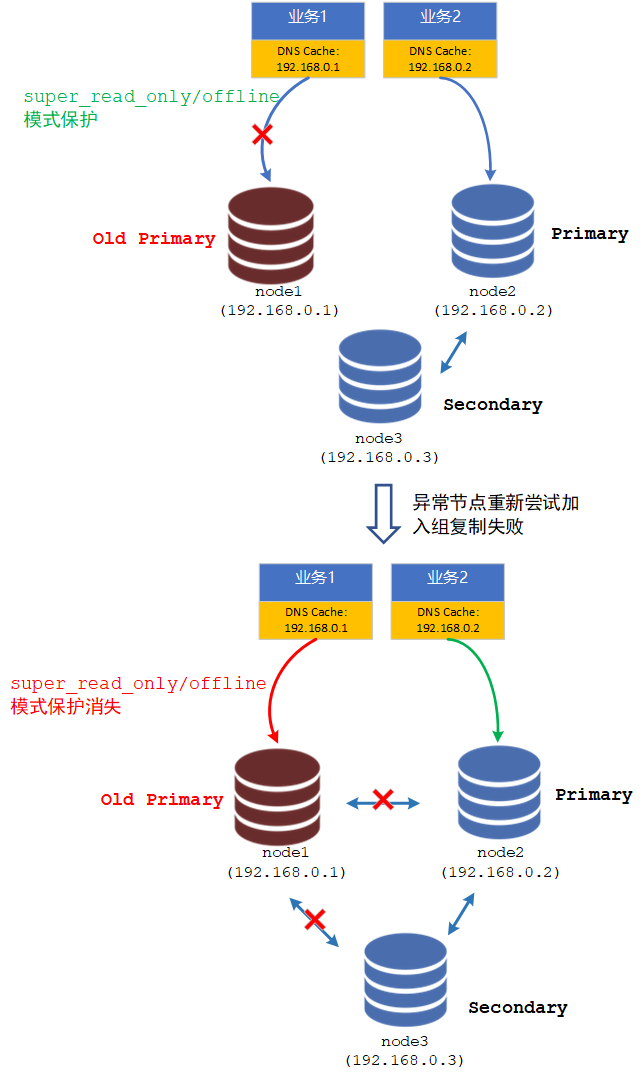 业务1
业务2
DNS Cache:
192.168.0.1
DNS Cache:
192.168.0.2
super_read_only/offline
模式保护
Old Primary
Primary
node1
(192.168.0.1)
node2
(192.168.0.2)
Secondary
node3
(192.168.0.3)
异常节点重新尝试加
入组复制失败
业务1
业务2
DNS Cache:
192.168.0.1
DNS Cache:
192.168.0.2
super_read_only/offline
模式保护消失
Old Primary
Primary
node1
(192.168.0.1)
node2
(192.168.0.2)
Secondary
node3
(192.168.0.3)